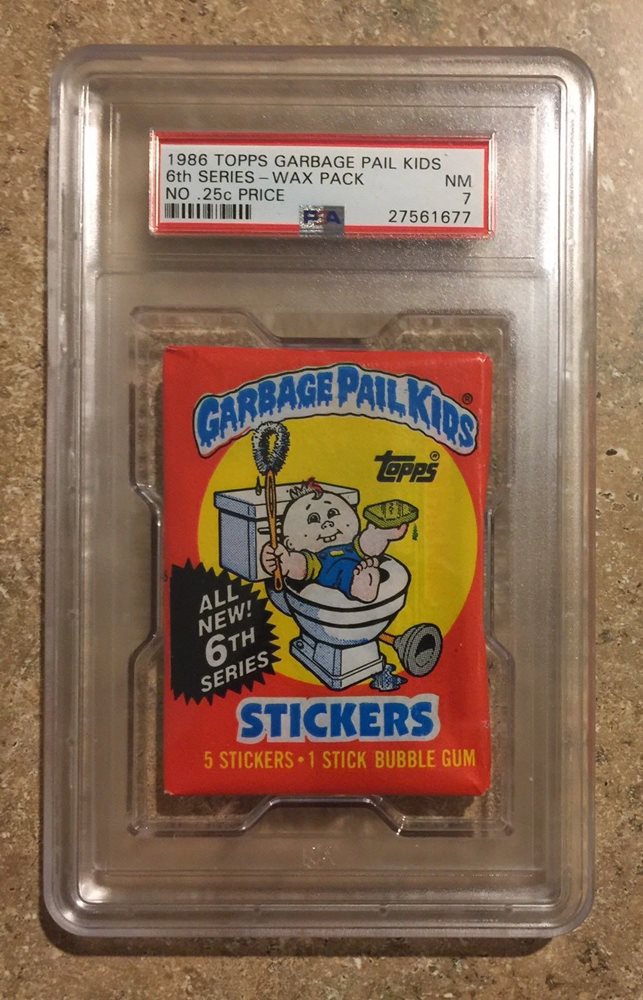 1986 TOPPS GARBAGE PAIL KIDS
6th SERIES – WAX PACK NM
NO .25c PRICE 7
PSA 27561677
GARBAGE PAIL KIDS®
Topps®
ALL
NEW!
6TH
SERIES
STICKERS
5 STICKERS • 1 STICK BUBBLE GUM